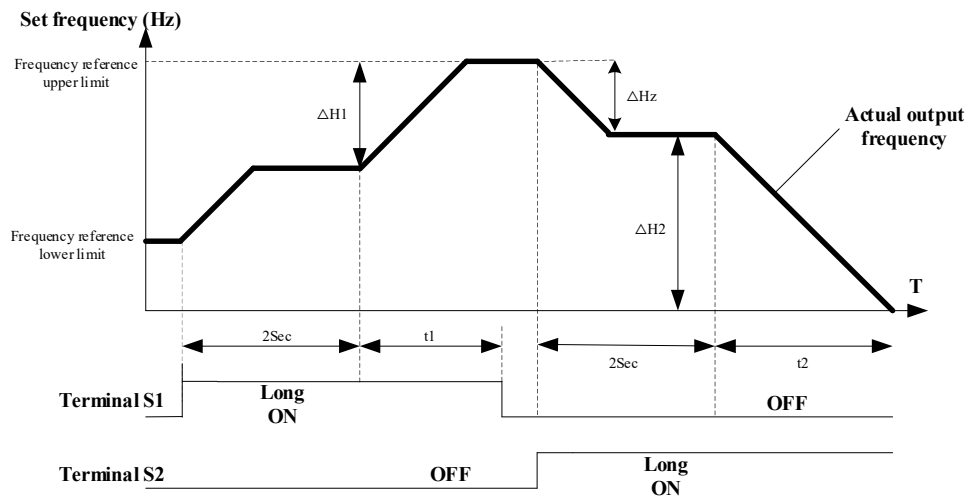 Set frequency (Hz)
Frequency reference
upper limit
△H1
△Hz
Actual output
frequency
Frequency reference
lower limit
△H2
T
2Sec
t1
2Sec
t2
Terminal S1
Long
ON
OFF
Terminal S2
OFF
Long
ON